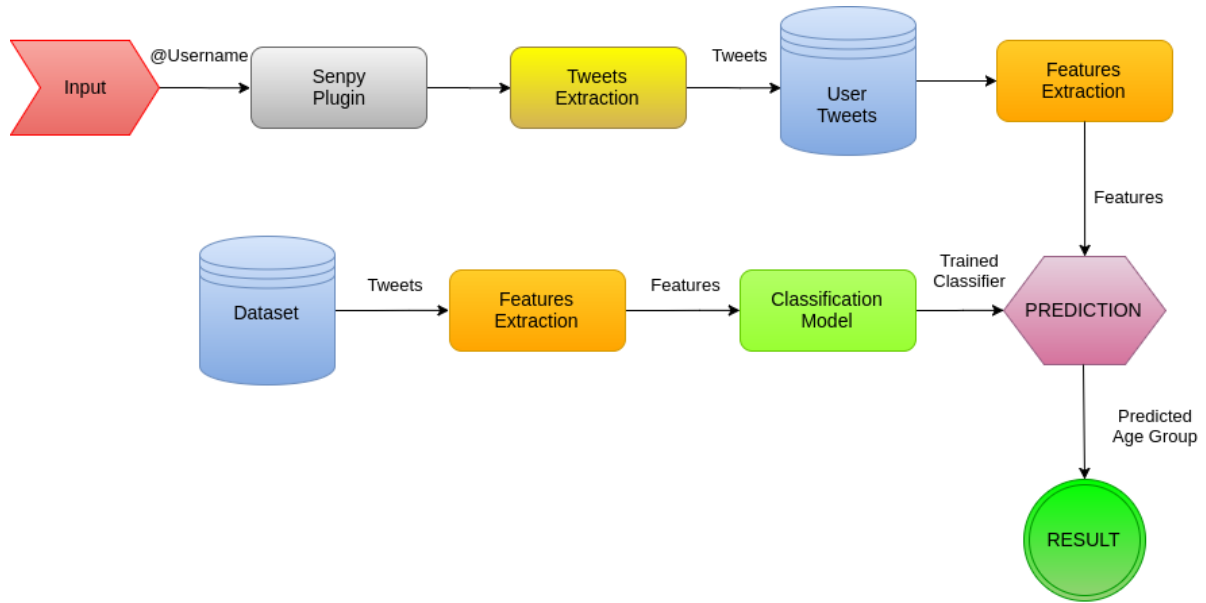 @Username
Tweets
Input
Senpy
Plugin
Tweets
Extraction
User
Tweets
Features
Extraction
Features
Dataset
Tweets
Features
Extraction
Features
Classification
Model
Trained
Classifier
PREDICTION
Predicted
Age Group
RESULT